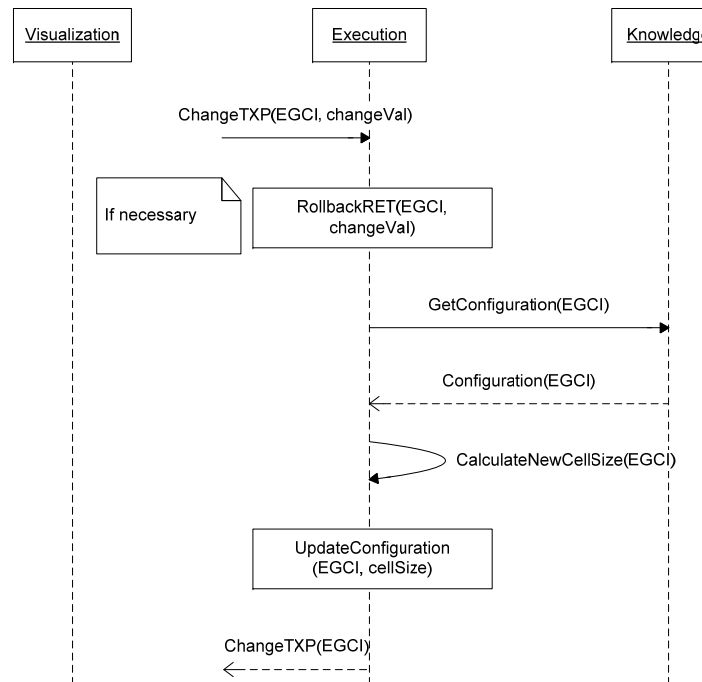 Visualization
Execution
Knowledge
ChangeTXP(EGCI, changeVal)
If necessary
RollbackRET(EGCI,
changeVal)
GetConfiguration(EGCI)
Configuration(EGCI)
CalculateNewCellSize(EGCI)
UpdateConfiguration
(EGCI, cellSize)
ChangeTXP(EGCI)